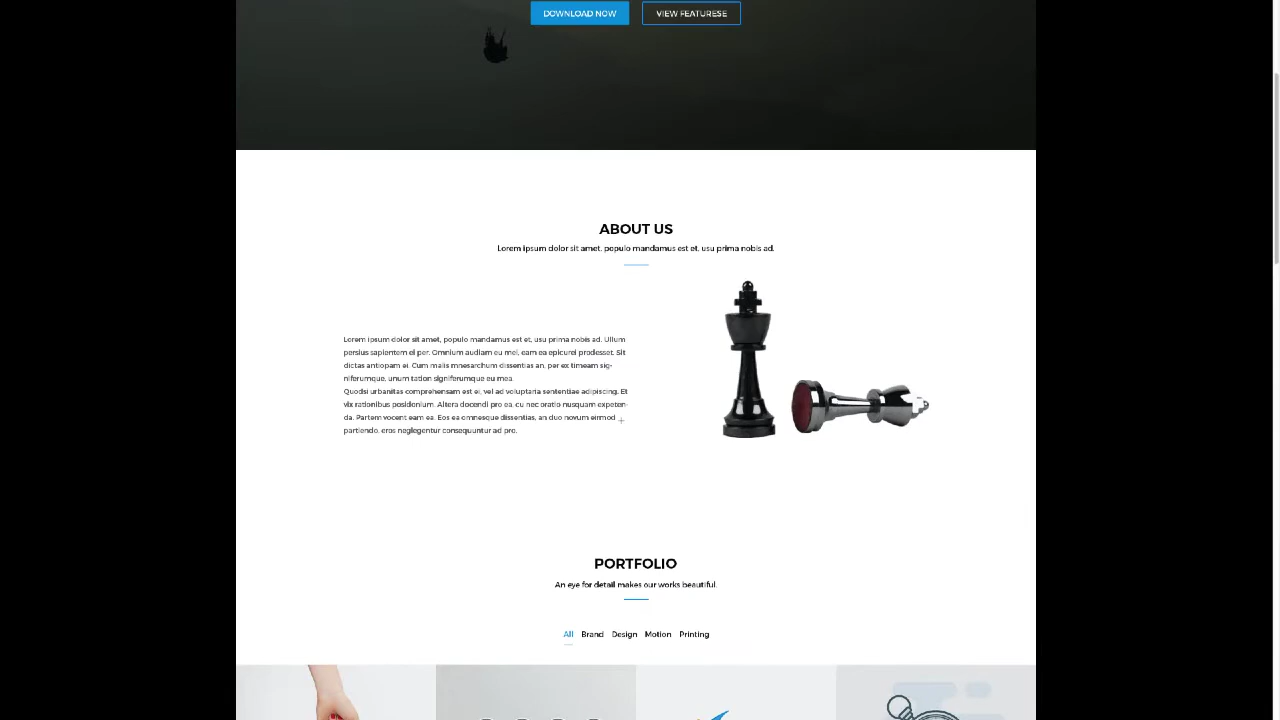 DOWNLOAD NOW VIEW FEATURESE
ABOUT US
Lorem ipsum dolor sit amet, populo mandamus est et, usu prima nobis ad.
Lorem ipsum dolor sit amet, populo mandamus est et, usu prima nobis ad. Ullum
persius sapientem ei per. Omnium audiam eu mel, eam ea epicurei prodesset. Sit
dictas antiopam ei. Cum malis mnesarchum dissentias an, per ex timeam sig-
niferumque, unum tation signiferumque eu mea.
Quodsi urbanitas comprehensam est ei, vel ad voluptaria sententiae adipiscing. Et
vix rationibus posidonium. Altera docendi pro ea, cu nec oratio nusquam expeten-
da. Partem vocent eam ea. Eos ea omnesque dissentias, an duo novum eirmod
partiendo, eros neglegentur consequuntur ad pro.
PORTFOLIO
An eye for detail makes our works beautiful.
All Brand Design Motion Printing